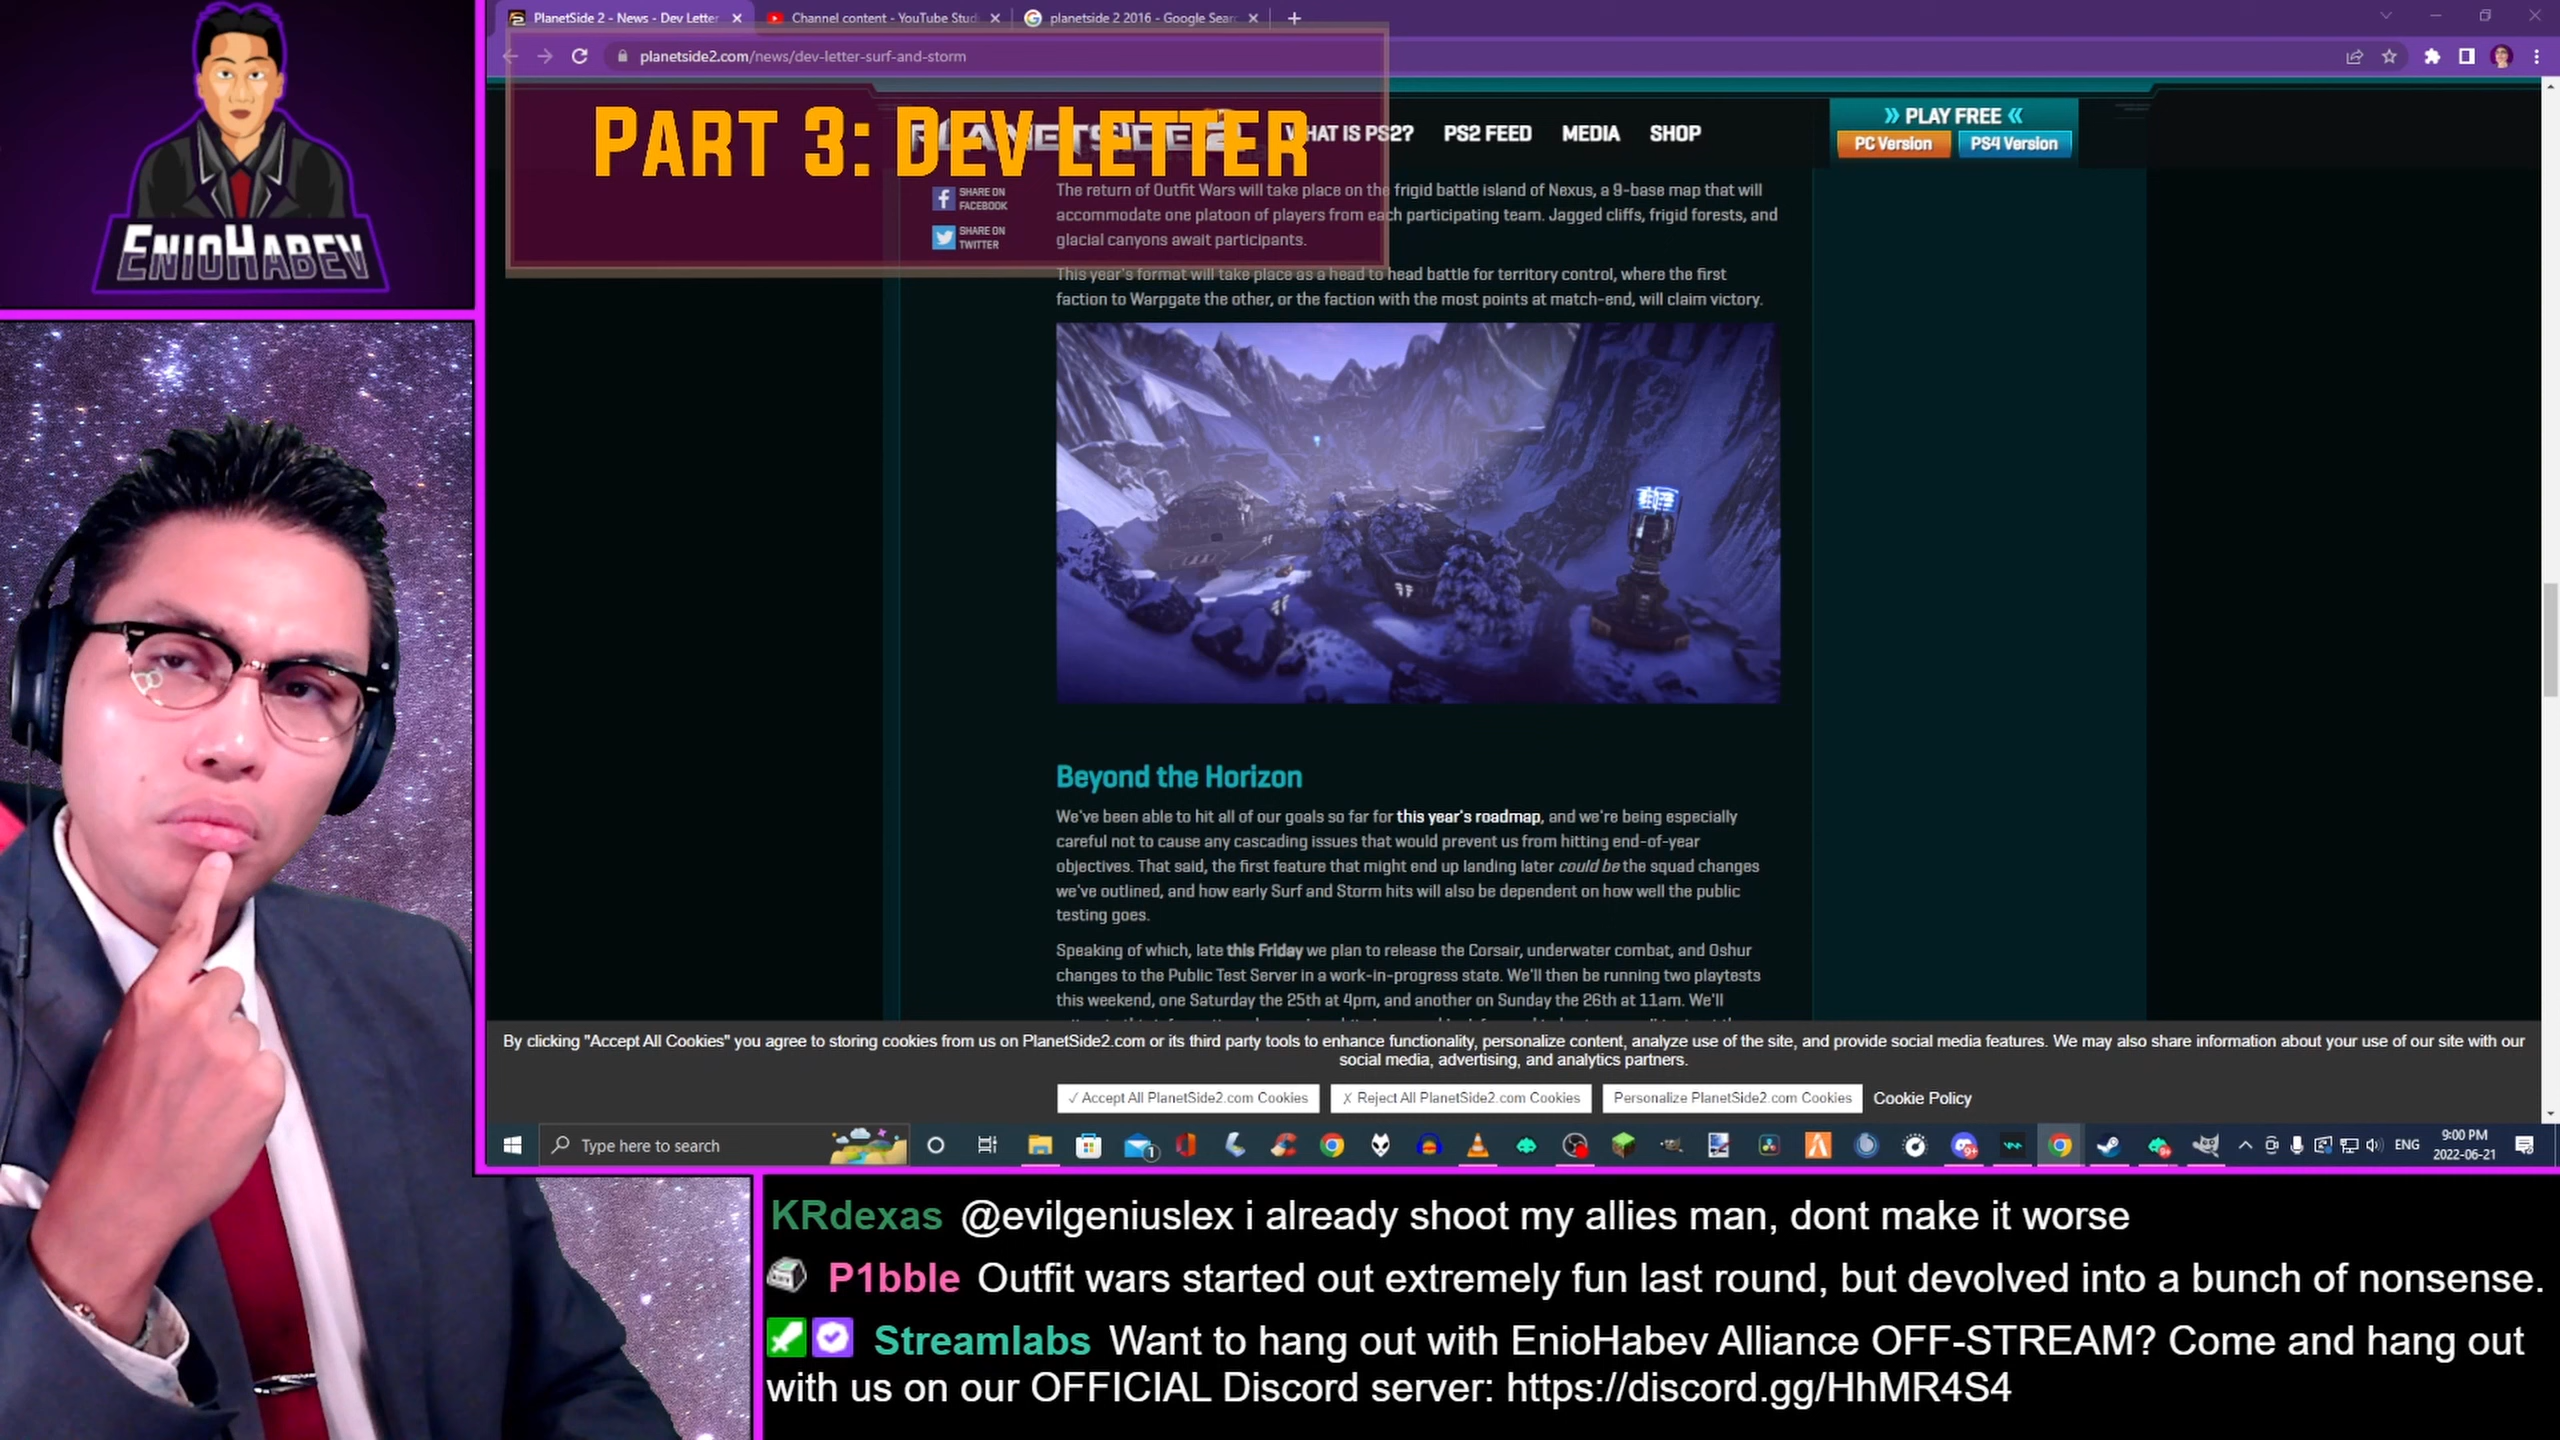 PlanetSide 2 - News - Dev Letter
Channel content - YouTube Stud
planetside 2 2016 - Google Sear
planetside2.com/news/dev-letter-surf-and-storm
ENIOHABEV
PART 3: DEV LETTER
PLANETSIDE 2
WHAT IS PS2?
PS2 FEED
MEDIA
SHOP
PLAY FREE
PC Version
PS4 Version
SHARE ON
FACEBOOK
SHARE ON
TWITTER
The return of Outfit Wars will take place on the frigid battle island of Nexus, a 9-base map that will
accommodate one platoon of players from each participating team. Jagged cliffs, frigid forests, and
glacial canyons await participants.
This year's format will take place as a head to head battle for territory control, where the first
faction to Warpgate the other, or the faction with the most points at match-end, will claim victory.
Beyond the Horizon
We've been able to hit all of our goals so far for this year's roadmap, and we're being especially
careful not to cause any cascading issues that would prevent us from hitting end-of-year
objectives. That said, the first feature that might end up landing later could be the squad changes
we've outlined, and how early Surf and Storm hits will also be dependent on how well the public
testing goes.
Speaking of which, late this Friday we plan to release the Corsair, underwater combat, and Oshur
changes to the Public Test Server in a work-in-progress state. We'll then be running two playtests
this weekend, one Saturday the 25th at 4pm, and another on Sunday the 26th at 11am. We'll
By clicking "Accept All Cookies" you agree to storing cookies from us on PlanetSide2.com or its third party tools to enhance functionality, personalize content, analyze use of the site, and provide social media features. We may also share information about your use of our site with our
social media, advertising, and analytics partners.
✓ Accept All PlanetSide2.com Cookies
X Reject All PlanetSide2.com Cookies
Personalize PlanetSide2.com Cookies
Cookie Policy
Type here to search
1
9+
ENG
9:00 PM
2022-06-21
KRdexas @evilgeniuslex i already shoot my allies man, dont make it worse
P1bble Outfit wars started out extremely fun last round, but devolved into a bunch of nonsense.
Streamlabs Want to hang out with EnioHabev Alliance OFF-STREAM? Come and hang out
with us on our OFFICIAL Discord server: https://discord.gg/HhMR4S4